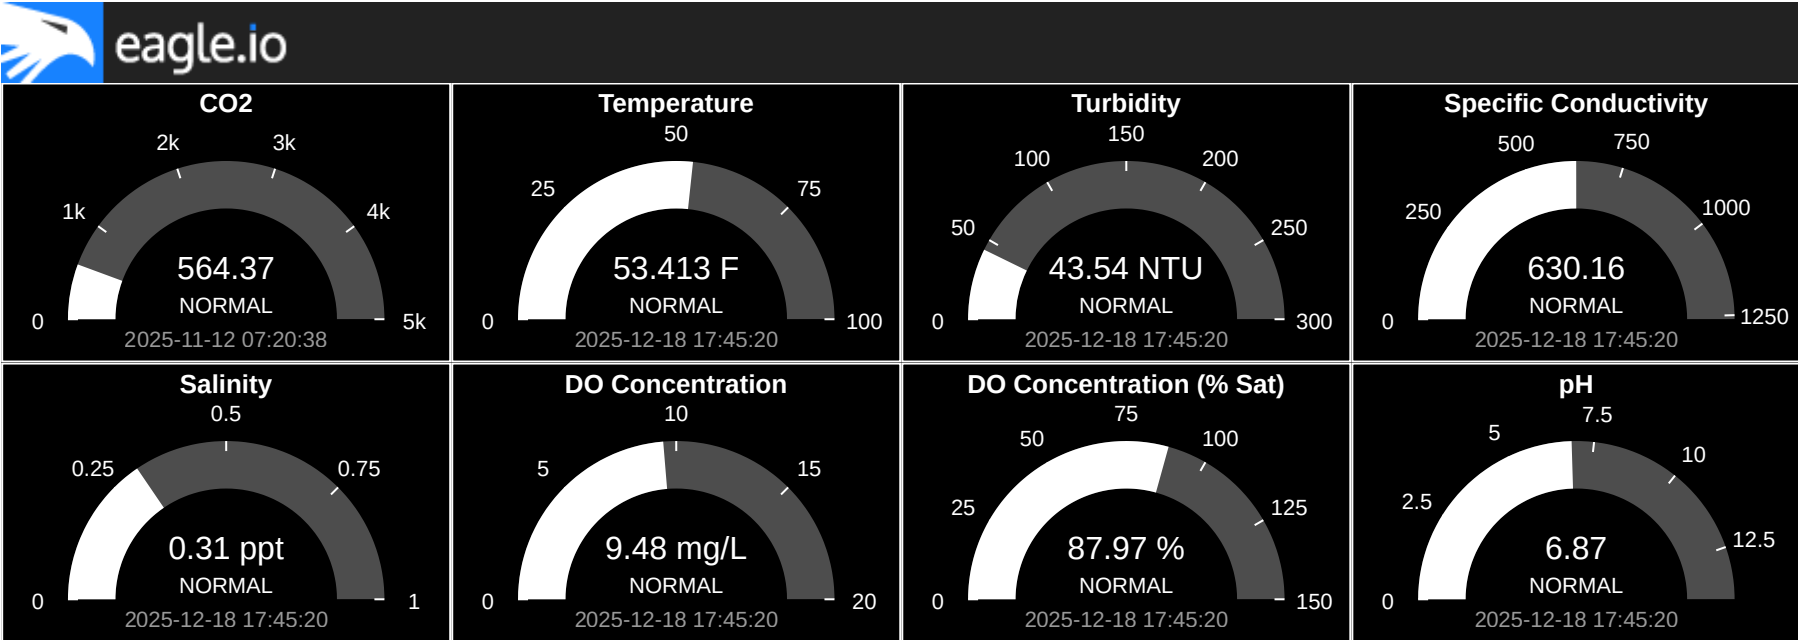 eagle.io
CO2
0
1k
2k
3k
4k
5k
564.37
NORMAL
2025-11-12 07:20:38
Temperature
0
25
50
75
100
53.413 F
NORMAL
2025-12-18 17:45:20
Turbidity
0
50
100
150
200
250
300
43.54 NTU
NORMAL
2025-12-18 17:45:20
Specific Conductivity
0
250
500
750
1000
1250
630.16
NORMAL
2025-12-18 17:45:20
Salinity
0
0.25
0.5
0.75
1
0.31 ppt
NORMAL
2025-12-18 17:45:20
DO Concentration
0
5
10
15
20
9.48 mg/L
NORMAL
2025-12-18 17:45:20
DO Concentration (% Sat)
0
25
50
75
100
125
150
87.97 %
NORMAL
2025-12-18 17:45:20
pH
0
2.5
5
7.5
10
12.5
6.87
NORMAL
2025-12-18 17:45:20